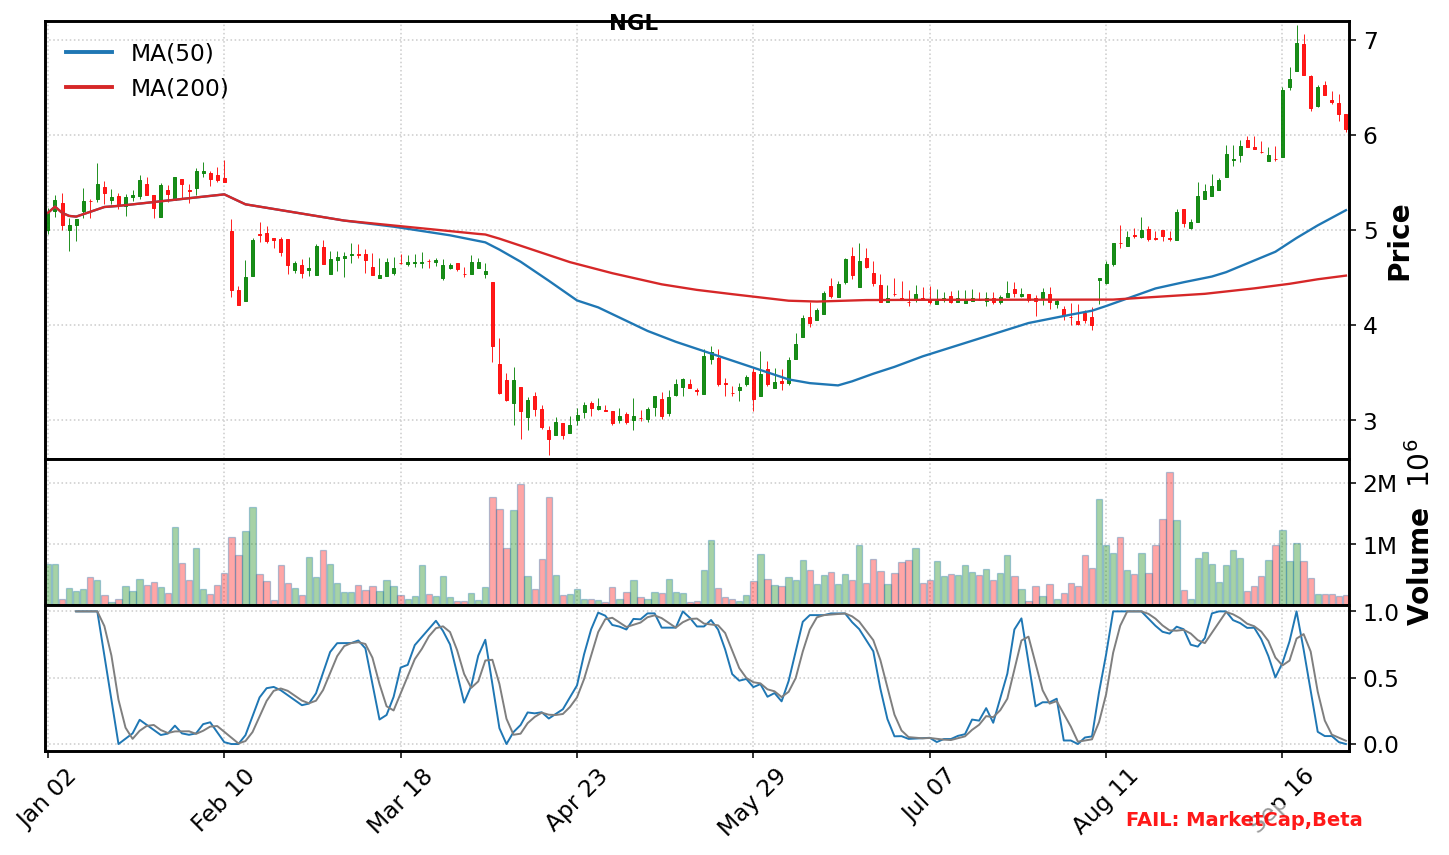 NGL
MA(50)
MA(200)
7
6
5
4
3
Price
2M
1M
Volume 10^6
1.0
0.5
0.0
Jan 02
Feb 10
Mar 18
Apr 23
May 29
Jul 07
Aug 11
Sep 16
FAIL: MarketCap,Beta